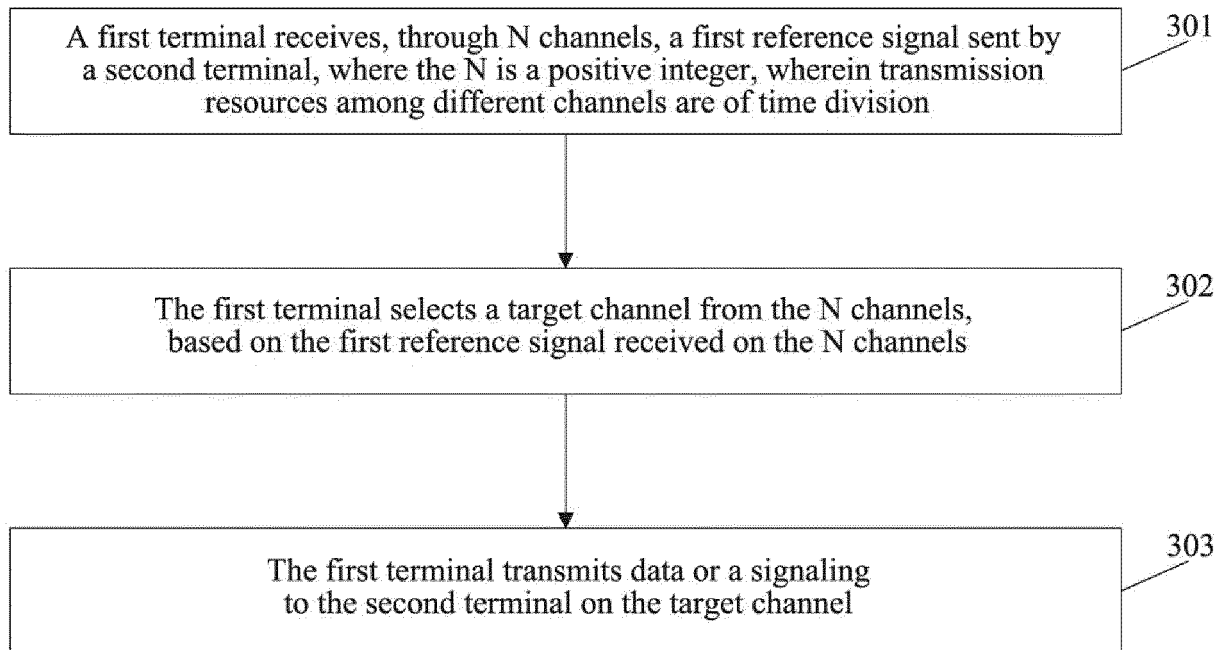 A first terminal receives, through N channels, a first reference signal sent by
a second terminal, where the N is a positive integer, wherein transmission
resources among different channels are of time division
301
The first terminal selects a target channel from the N channels,
based on the first reference signal received on the N channels
302
The first terminal transmits data or a signaling
to the second terminal on the target channel
303